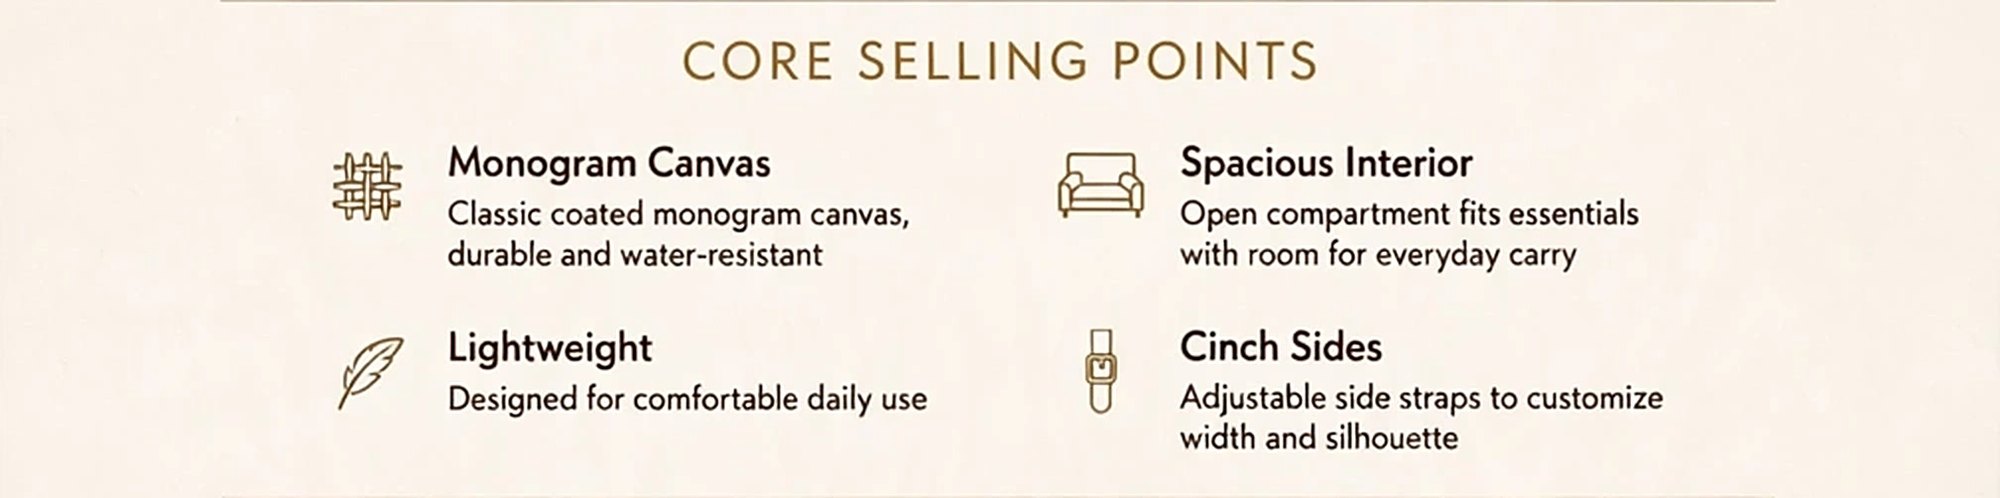 CORE SELLING POINTS
Monogram Canvas
Classic coated monogram canvas,
durable and water-resistant
Spacious Interior
Open compartment fits essentials
with room for everyday carry
Lightweight
Designed for comfortable daily use
Cinch Sides
Adjustable side straps to customize
width and silhouette